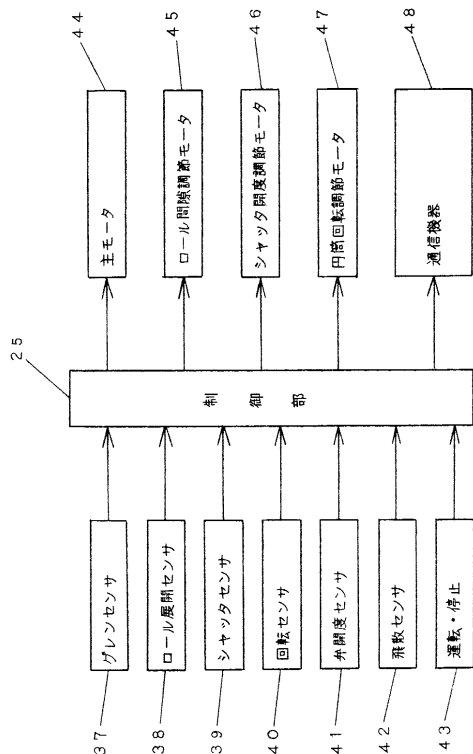 25
制御部
37
グレンセンサ
38
ロール展開センサ
39
シャッタセンサ
40
回転センサ
41
弁開度センサ
42
飛散センサ
43
運転・停止
44
主モータ
45
ロール間隙調節モータ
46
シャッタ開度調節モータ
47
円筒回転調節モータ
48
通信機器